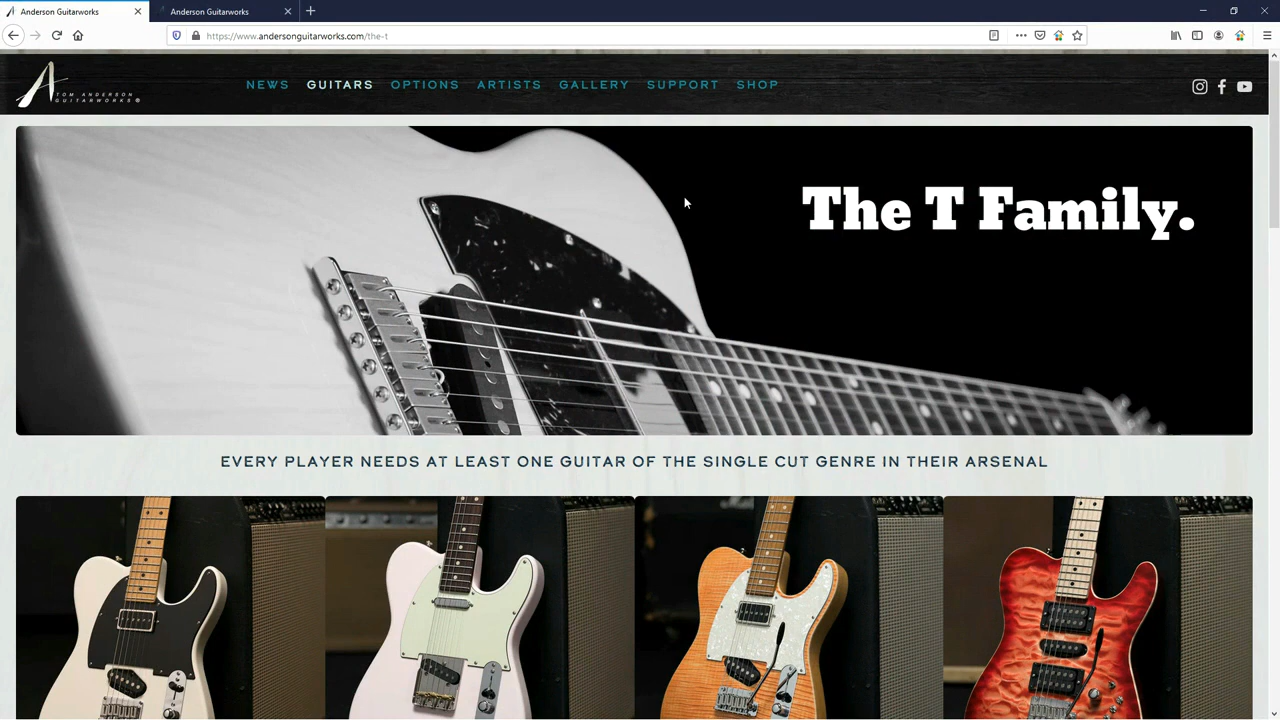 Anderson Guitarworks
Anderson Guitarworks
https://www.andersonguitarworks.com/the-t
TOM ANDERSON
GUITARWORKS®
NEWS GUITARS OPTIONS ARTISTS GALLERY SUPPORT SHOP
The T Family.
EVERY PLAYER NEEDS AT LEAST ONE GUITAR OF THE SINGLE CUT GENRE IN THEIR ARSENAL